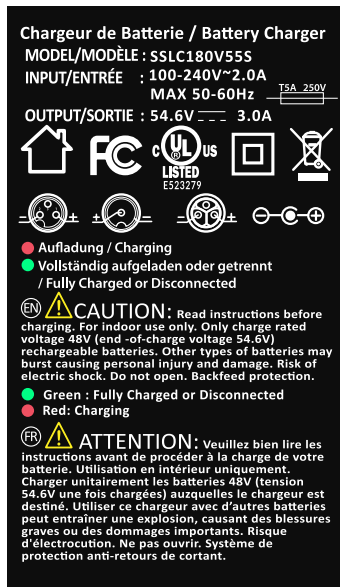 Chargeur de Batterie / Battery Charger
MODEL/MODÈLE : SSLC180V55S
INPUT/ENTRÉE : 100-240V~2.0A
MAX 50-60Hz
T5A 250V
OUTPUT/SORTIE : 54.6V 3.0A
FC
c UL US
LISTED
E523279
- + + - - + - C +
Aufladung / Charging
Vollständig aufgeladen oder getrennt
/ Fully Charged or Disconnected
EN CAUTION: Read instructions before
charging. For indoor use only. Only charge rated
voltage 48V (end -of-charge voltage 54.6V)
rechargeable batteries. Other types of batteries may
burst causing personal injury and damage. Risk of
electric shock. Do not open. Backfeed protection.
Green : Fully Charged or Disconnected
Red: Charging
FR ATTENTION: Veuillez bien lire les
instructions avant de procéder à la charge de votre
batterie. Utilisation en intérieur uniquement.
Charger unitairement les batteries 48V (tension
54.6V une fois chargées) auzquelles le chargeur est
destiné. Utiliser ce chargeur avec d'autres batteries
peut entraîner une explosion, causant des blessures
graves ou des dommages importants. Risque
d'électrocution. Ne pas ouvrir. Système de
protection anti-retours de cortant.